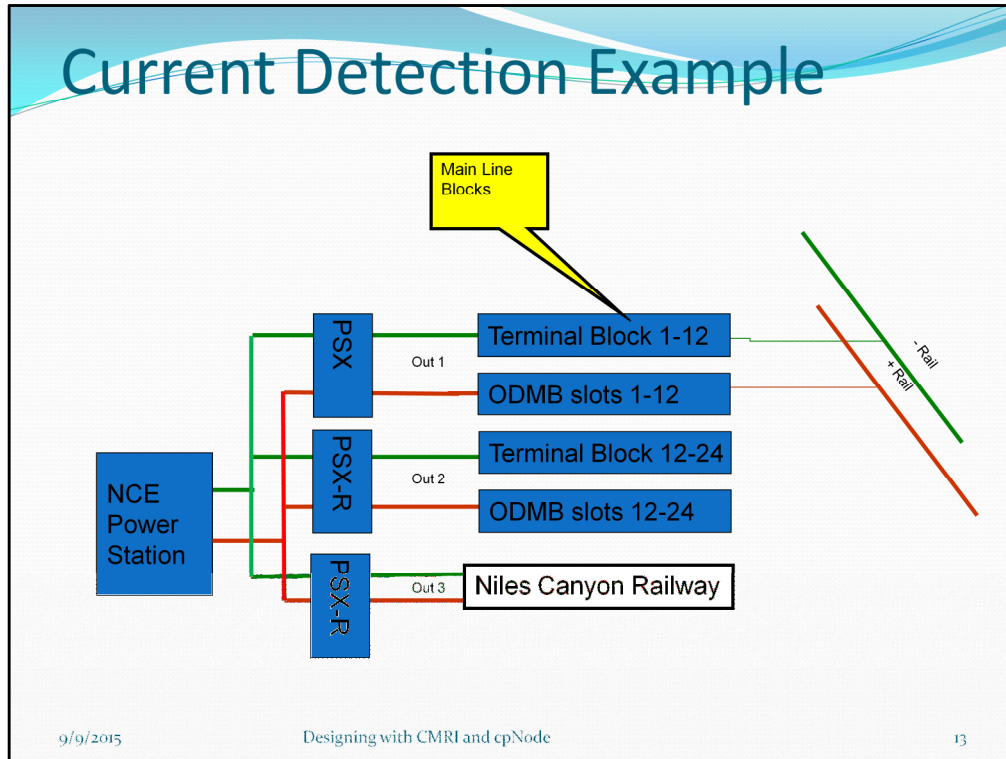 Current Detection Example
Main Line
Blocks
PSX
Out 1
Terminal Block 1-12
ODMB slots 1-12
- Rail
+ Rail
PSX-R
Out 2
Terminal Block 12-24
ODMB slots 12-24
NCE
Power
Station
PSX-R
Out 3
Niles Canyon Railway
9/9/2015
Designing with CMRI and cpNode
13